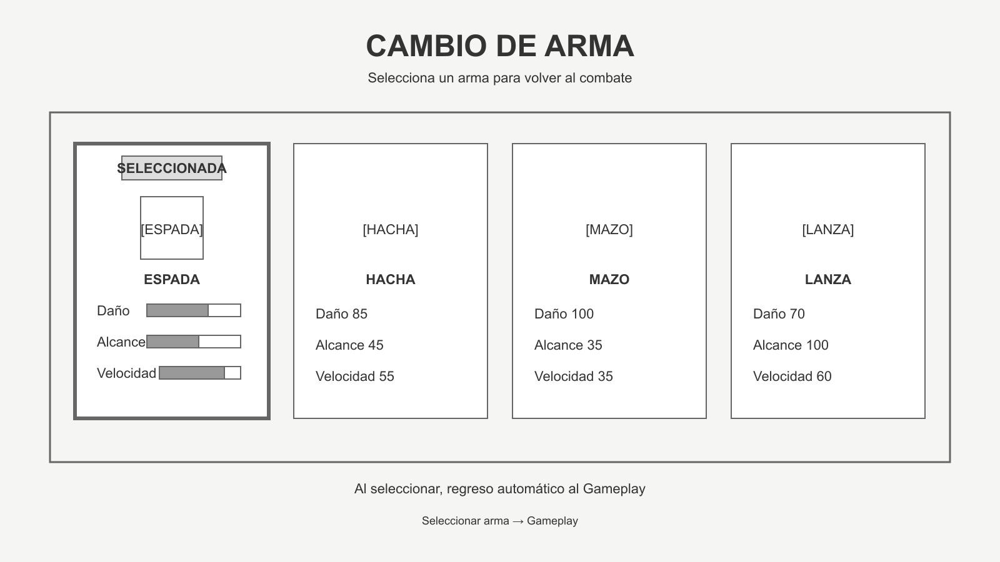 CAMBIO DE ARMA
Selecciona un arma para volver al combate
SELECCIONADA
[ESPADA]
ESPADA
Daño
Alcance
Velocidad
[HACHA]
HACHA
Daño 85
Alcance 45
Velocidad 55
[MAZO]
MAZO
Daño 100
Alcance 35
Velocidad 35
[LANZA]
LANZA
Daño 70
Alcance 100
Velocidad 60
Al seleccionar, regreso automático al Gameplay
Seleccionar arma → Gameplay